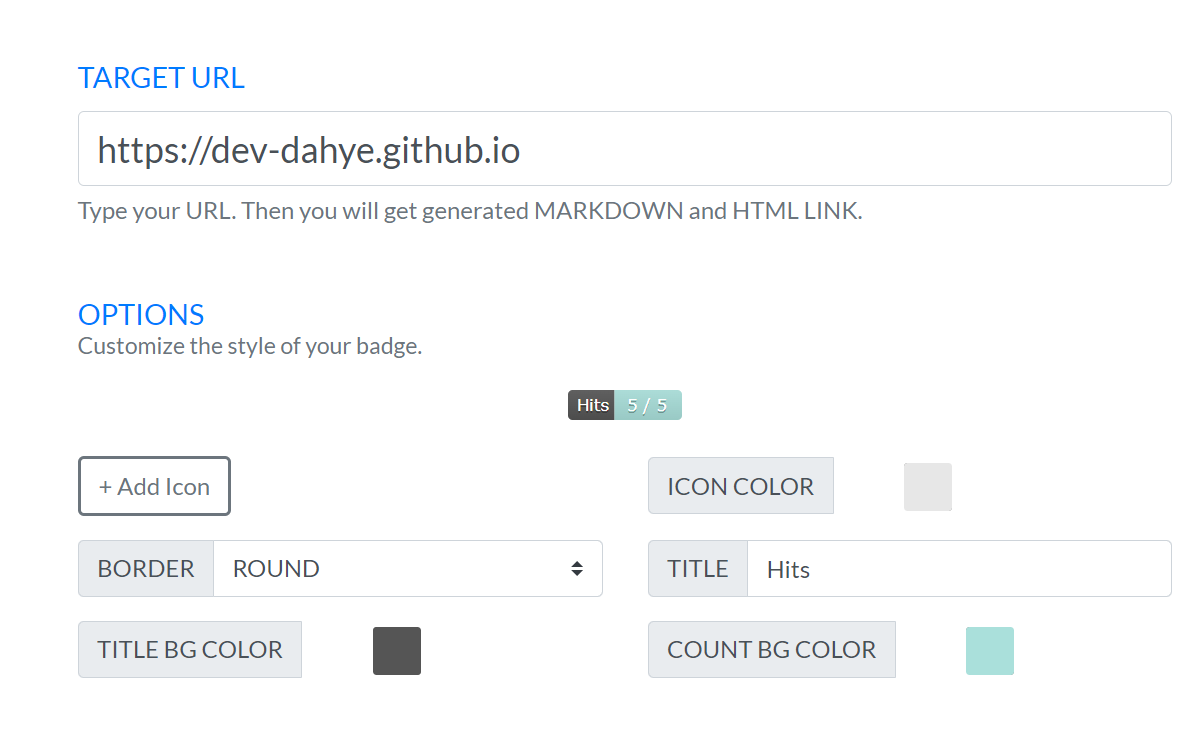 TARGET URL
https://dev-dahye.github.io
Type your URL. Then you will get generated MARKDOWN and HTML LINK.
OPTIONS
Customize the style of your badge.
Hits 5 / 5
+ Add Icon
ICON COLOR
BORDER ROUND
TITLE Hits
TITLE BG COLOR
COUNT BG COLOR